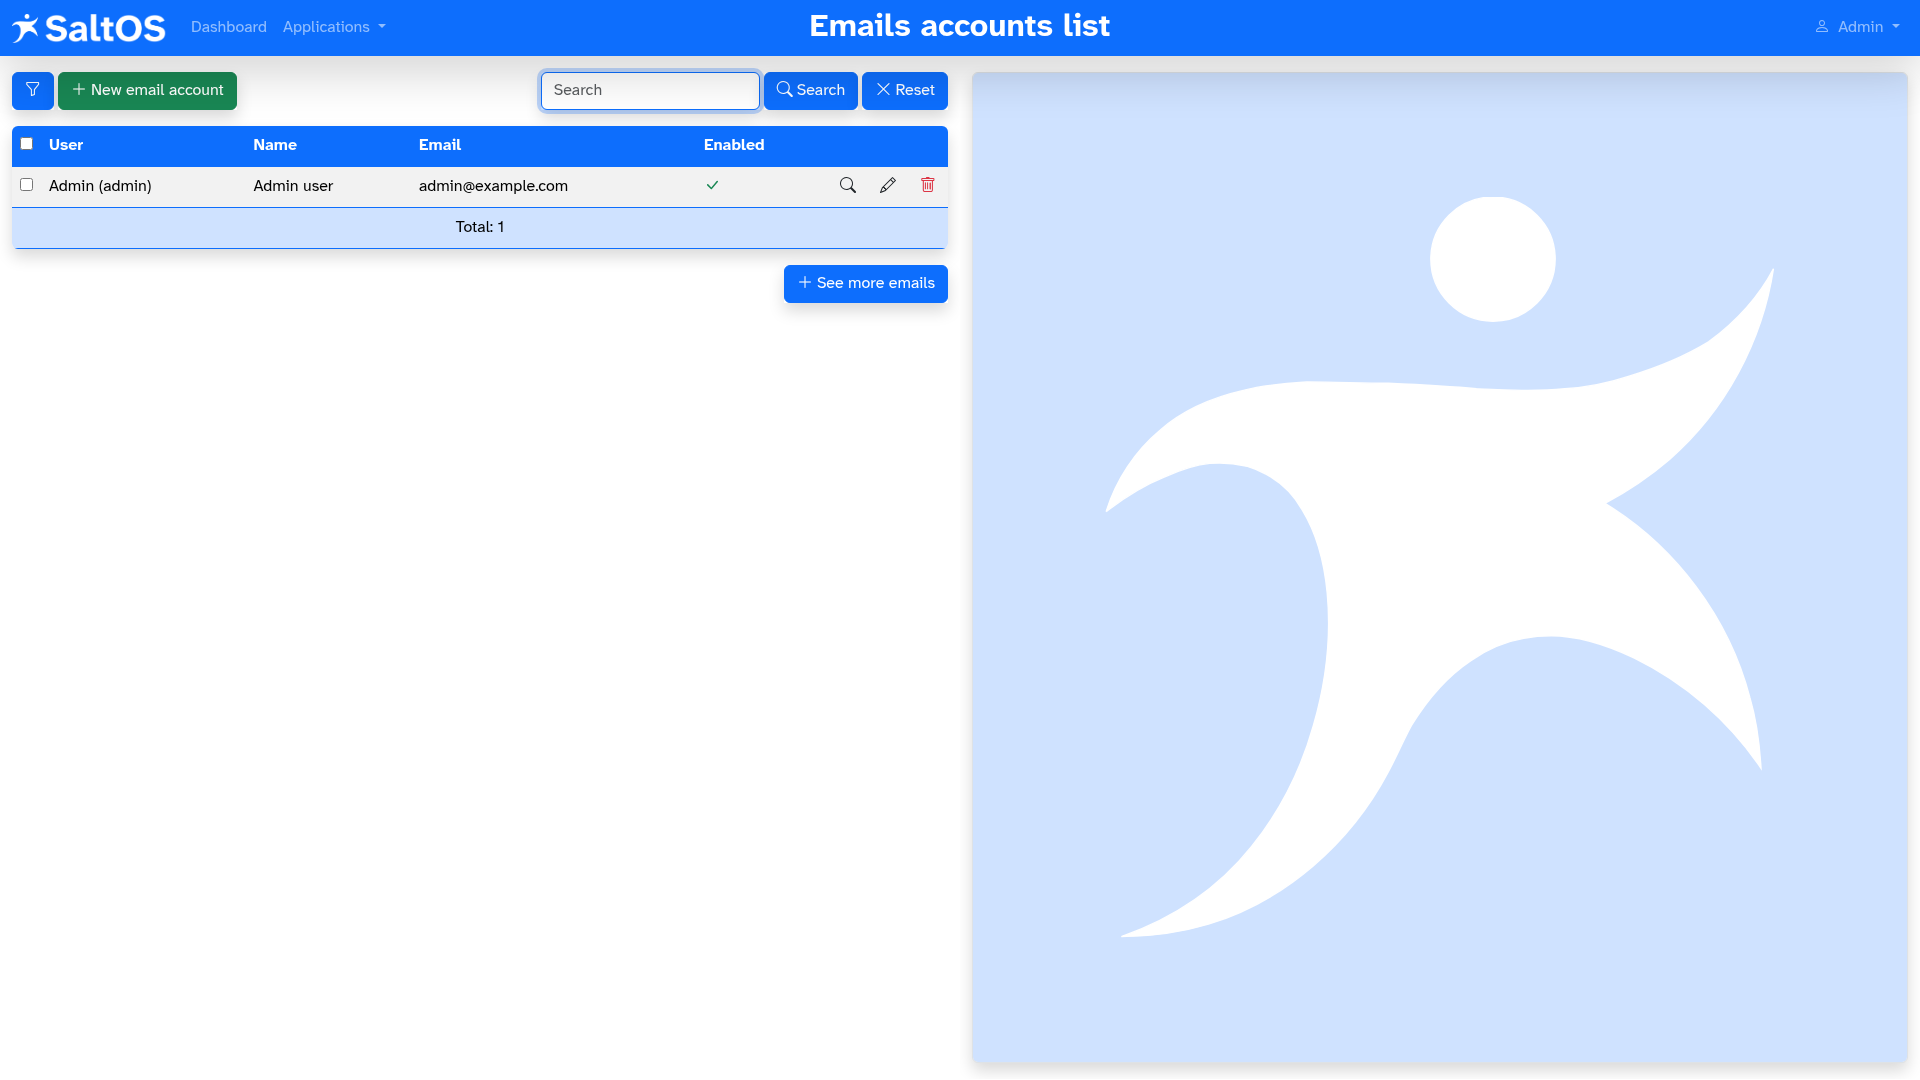 SaltOS Dashboard Applications Emails accounts list Admin
New email account Search Search Reset
User Name Email Enabled
Admin (admin) Admin user admin@example.com
Total: 1
See more emails